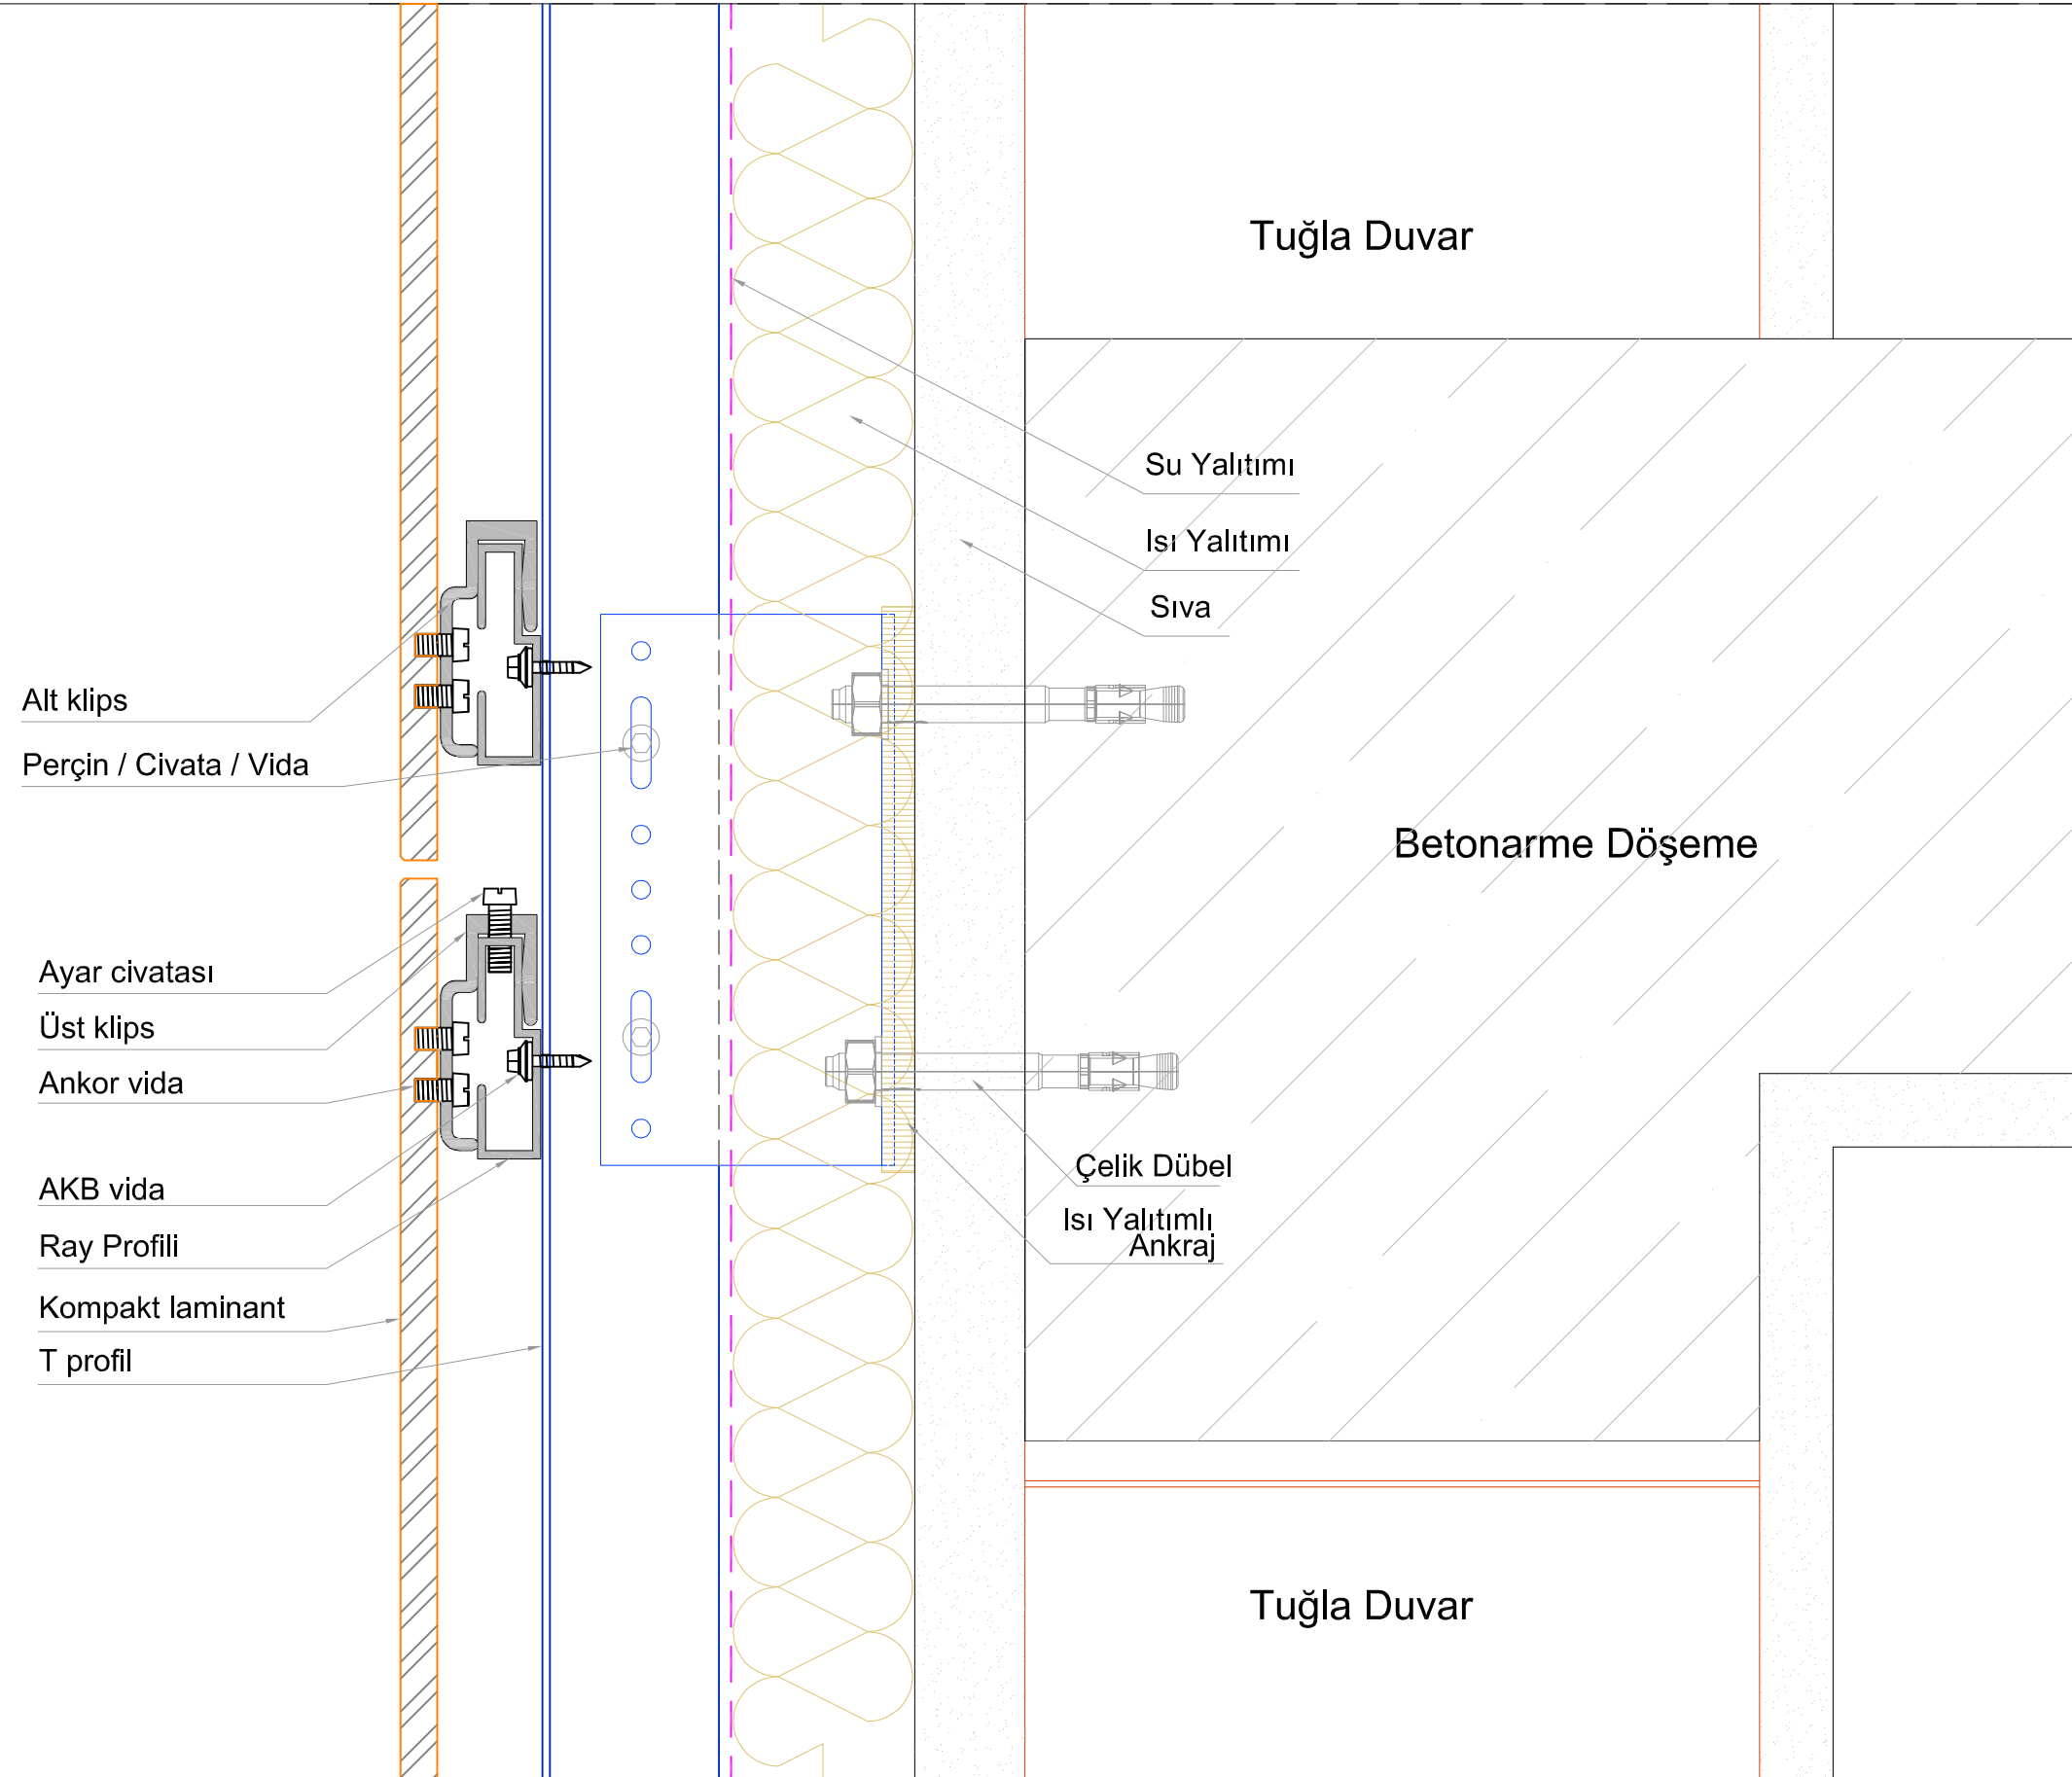 Tuğla Duvar
Su Yalıtımı
Isı Yalıtımı
Sıva
Alt klips
Perçin / Civata / Vida
Betonarme Döşeme
Ayar civatası
Üst klips
Ankor vida
AKB vida
Ray Profili
Kompakt laminant
T profil
Çelik Dübel
Isı Yalıtımlı
Ankraj
Tuğla Duvar